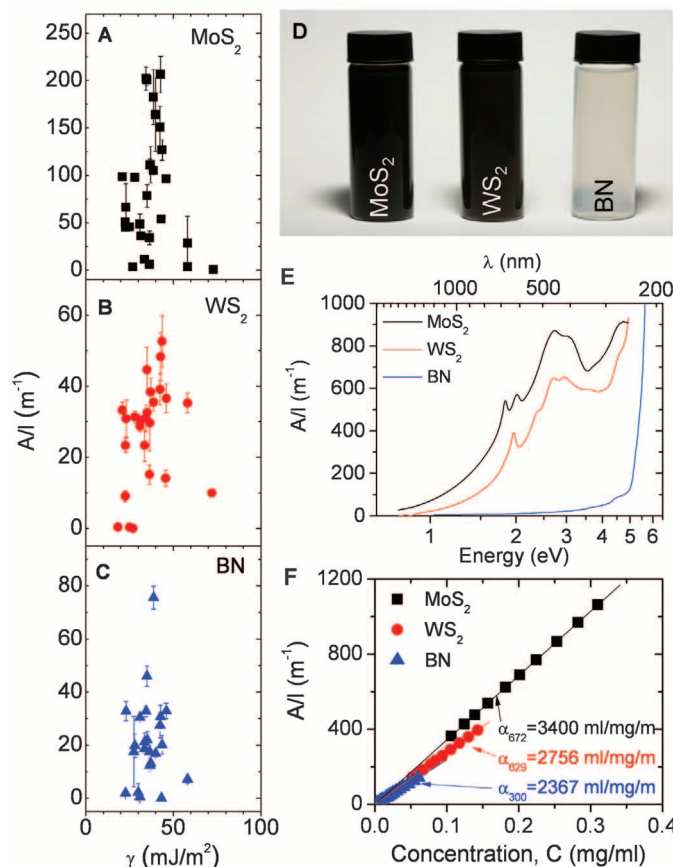 A
MoS2
250
200
150
100
50
0
B
WS2
60
40
20
0
A/l (m-1)
C
BN
80
60
40
20
0
0
50
100
γ (mJ/m2)
D
MoS2
WS2
BN
E
λ (nm)
1000
500
200
1000
800
600
400
200
0
A/l (m-1)
MoS2
WS2
BN
1
2
3
4
5
6
Energy (eV)
F
1200
800
400
0
A/l (m-1)
MoS2
WS2
BN
α672=3400 ml/mg/m
α629=2756 ml/mg/m
α300=2367 ml/mg/m
0.0
0.1
0.2
0.3
0.4
Concentration, C (mg/ml)